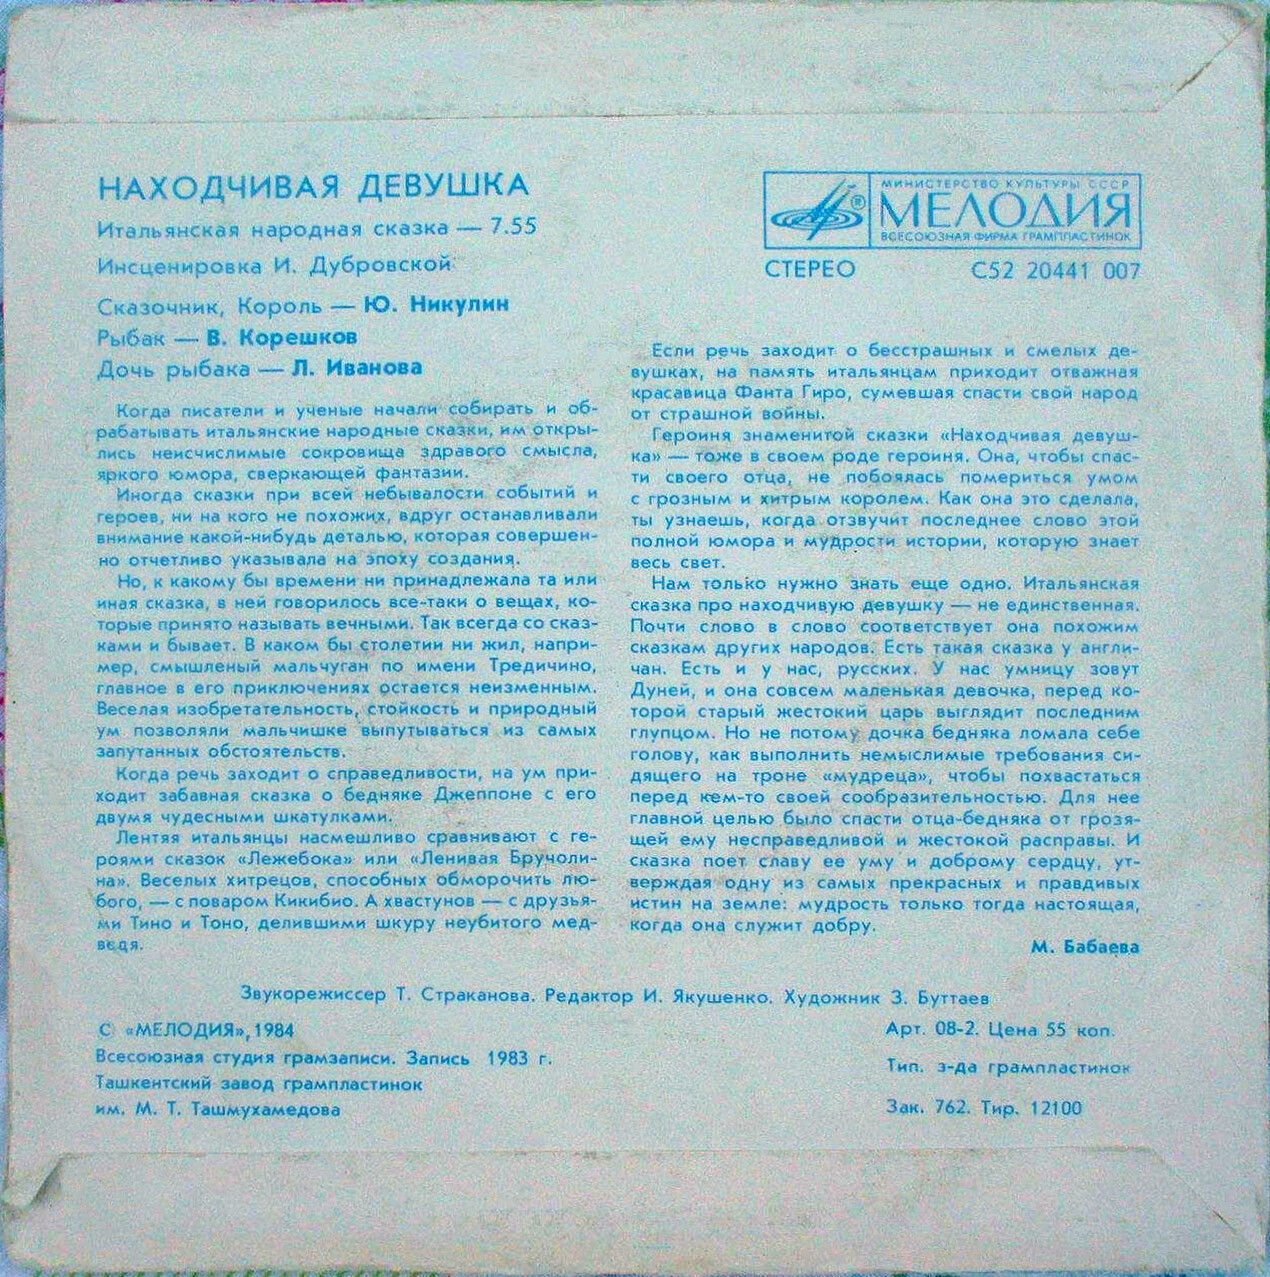 НАХОДЧИВАЯ ДЕВУШКА
Итальянская народная сказка — 7.55
Инсценировка И. Дубровской
Сказочник, Король — Ю. Никулин
Рыбак — В. Корешков
Дочь рыбака — Л. Иванова
МИНИСТЕРСТВО КУЛЬТУРЫ СССР
МЕЛОДИЯ
ВСЕСОЮЗНАЯ ФИРМА ГРАМПЛАСТИНОК
СТЕРЕО С52 20441 007
Когда писатели и ученые начали собирать и об-
рабатывать итальянские народные сказки, им откры-
лись неисчислимые сокровища здравого смысла,
яркого юмора, сверкающей фантазии.
Иногда сказки при всей небывалости событий и
героев, ни на кого не похожих, вдруг останавливали
внимание какой-нибудь деталью, которая совершен-
но отчетливо указывала на эпоху создания.
Но, к какому бы времени ни принадлежала та или
иная сказка, в ней говорилось все-таки о вещах, ко-
торые принято называть вечными. Так всегда со сказ-
ками и бывает. В каком бы столетии ни жил, напри-
мер, смышленый мальчуган по имени Тредичино,
главное в его приключениях остается неизменным.
Веселая изобретательность, стойкость и природный
ум позволяли мальчишке выпутываться из самых
запутанных обстоятельств.
Когда речь заходит о справедливости, на ум при-
ходит забавная сказка о бедняке Джеппоне с его
двумя чудесными шкатулками.
Лентяя итальянцы насмешливо сравнивают с ге-
роями сказок «Лежебока» или «Ленивая Бручоли-
на». Веселых хитрецов, способных обморочить лю-
бого, — с поваром Кикибио. А хвастунов — с друзья-
ми Тино и Тоно, делившими шкуру неубитого мед-
ведя.
Если речь заходит о бесстрашных и смелых де-
вушках, на память итальянцам приходит отважная
красавица Фанта Гиро, сумевшая спасти свой народ
от страшной войны.
Героиня знаменитой сказки «Находчивая девуш-
ка» — тоже в своем роде героиня. Она, чтобы спас-
ти своего отца, не побоялась помериться умом
с грозным и хитрым королем. Как она это сделала,
ты узнаешь, когда отзвучит последнее слово этой
полной юмора и мудрости истории, которую знает
весь свет.
Нам только нужно знать еще одно. Итальянская
сказка про находчивую девушку — не единственная.
Почти слово в слово соответствует она похожим
сказкам других народов. Есть такая сказка у англи-
чан. Есть и у нас, русских. У нас умницу зовут
Дуней, и она совсем маленькая девочка, перед ко-
торой старый жестокий царь выглядит последним
глупцом. Но не потому дочка бедняка ломала себе
голову, как выполнить немыслимые требования си-
дящего на троне «мудреца», чтобы похвастаться
перед кем-то своей сообразительностью. Для нее
главной целью было спасти отца-бедняка от грозя-
щей ему несправедливой и жестокой расправы. И
сказка поет славу ее уму и доброму сердцу, ут-
верждая одну из самых прекрасных и правдивых
истин на земле: мудрость только тогда настоящая,
когда она служит добру.
М. Бабаева
Звукорежиссер Т. Страканова. Редактор И. Якушенко. Художник З. Буттаев
© «МЕЛОДИЯ», 1984
Всесоюзная студия грамзаписи. Запись 1983 г.
Ташкентский завод грампластинок
им. М. Т. Ташмухамедова
Арт. 08-2. Цена 55 коп.
Тип. з-да грампластинок
Зак. 762. Тир. 12100